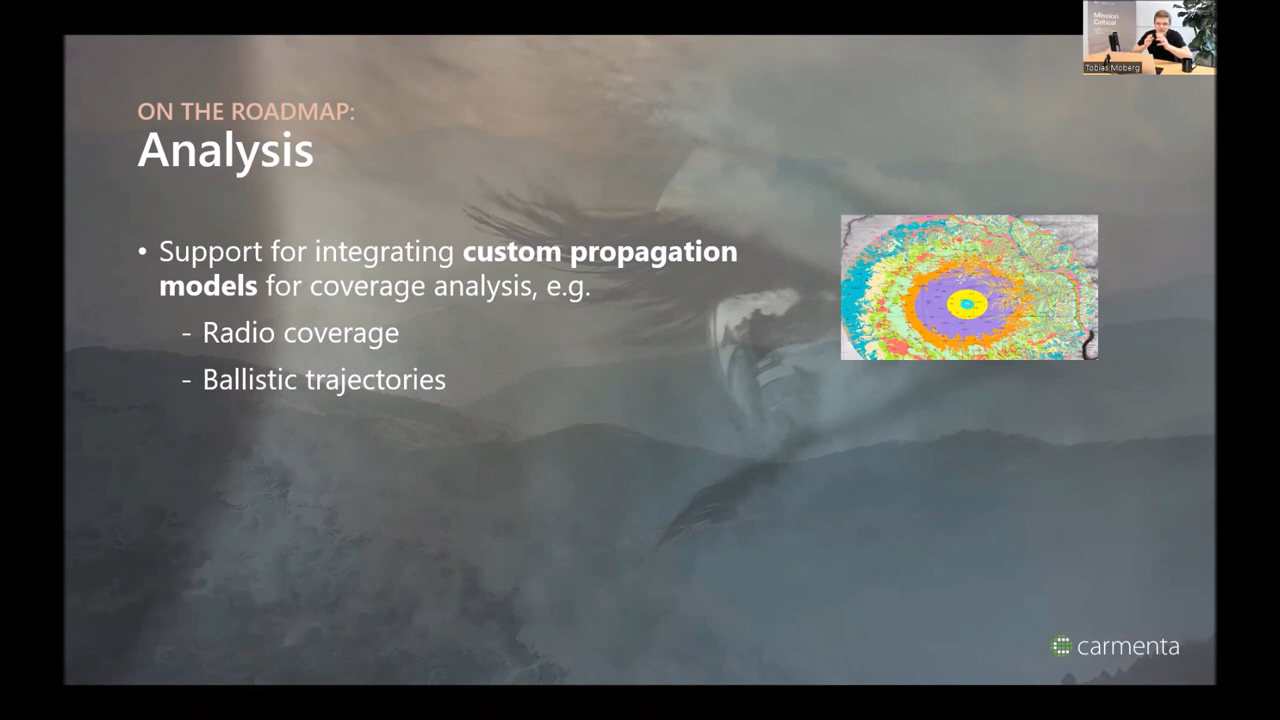 Mission
Critical
Tobias Moberg
ON THE ROADMAP:
Analysis
• Support for integrating custom propagation
models for coverage analysis, e.g.
- Radio coverage
- Ballistic trajectories
carmenta